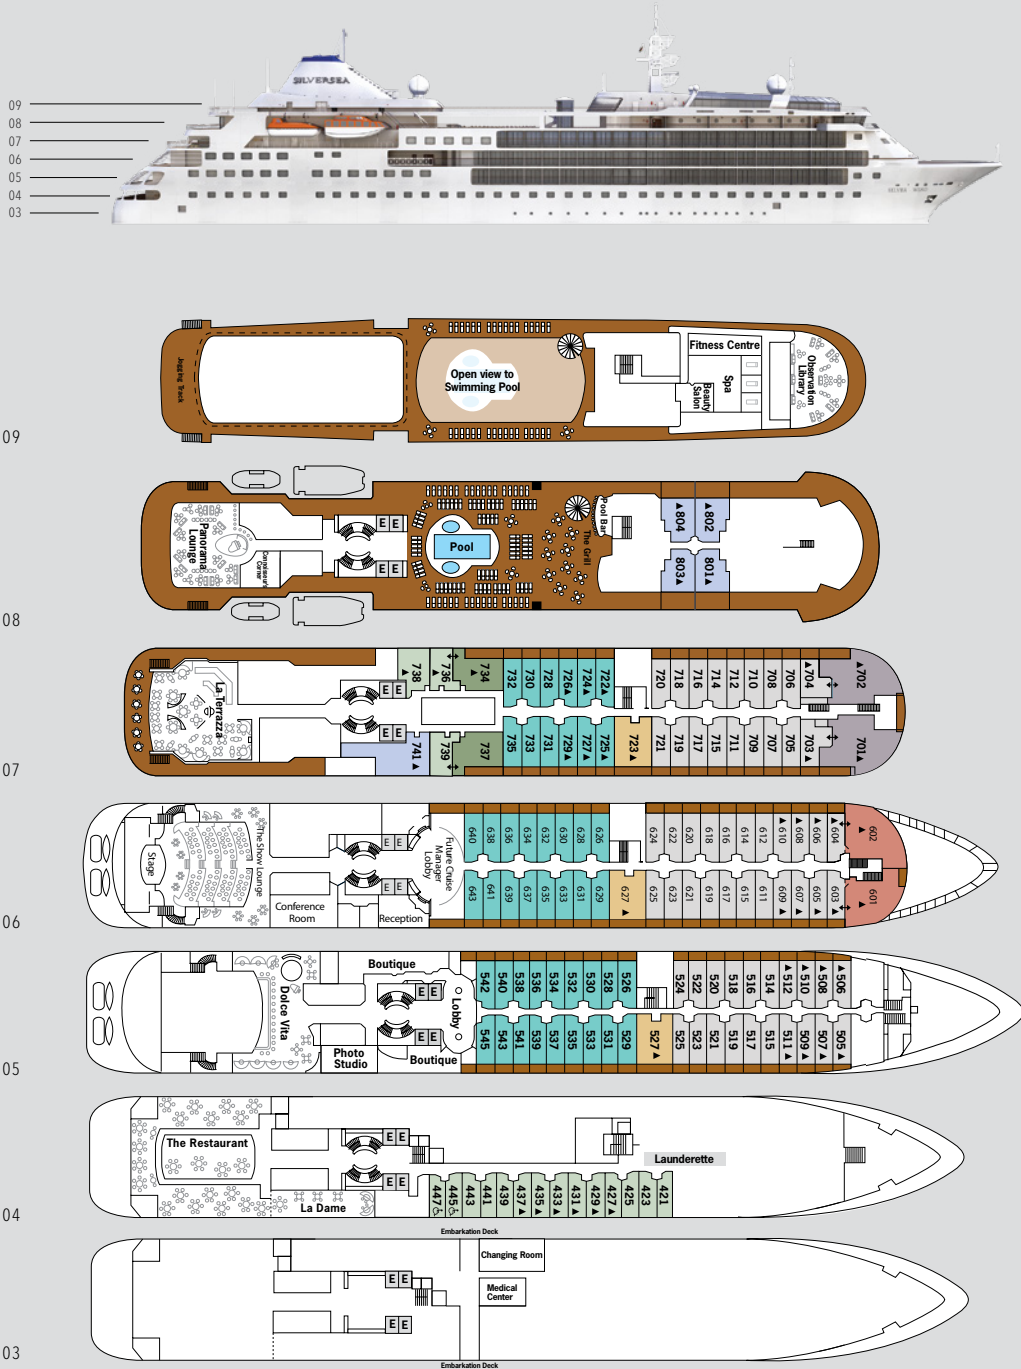 SILVERSEA
09
08
07
06
05
04
03
Jogging Track
Open view to
Swimming Pool
Fitness Centre
Spa
Beauty
Salon
Observation
Library
09
Panorama
Lounge
Connoisseur's
Corner
E E
E E
Pool
Pool Bar
The Grill
804 802
803 801
08
La Terrazza
E E
E E
738 736 734 732 730 728 726 724 722 720 718 716 714 712 710 708 706 704 702
741 739 737 735 733 731 729 727 725 723 721 719 717 715 711 709 707 705 703 701
07
Stage
The Show Lounge
Conference
Room
E E
E E
Reception
Future Cruise
Manager
Lobby
640 638 636 634 632 630 628 626 624 622 620 618 616 614 612 610 608 606 604 602
643 641 639 637 635 633 631 629 627 625 623 621 619 617 615 611 609 607 605 603 601
06
Dolce Vita
Boutique
E E
E E
Lobby
Photo
Studio
Boutique
542 540 538 536 534 532 530 528 526 524 522 520 518 516 514 512 510 508 506
545 543 541 539 537 535 533 531 529 527 525 523 521 519 517 515 511 509 507 505
05
The Restaurant
E E
E E
La Dame
Launderette
447 445 443 441 439 437 435 433 431 429 427 425 423 421
04
Embarkation Deck
Changing Room
E E
Medical
Center
E E
03
Embarkation Deck